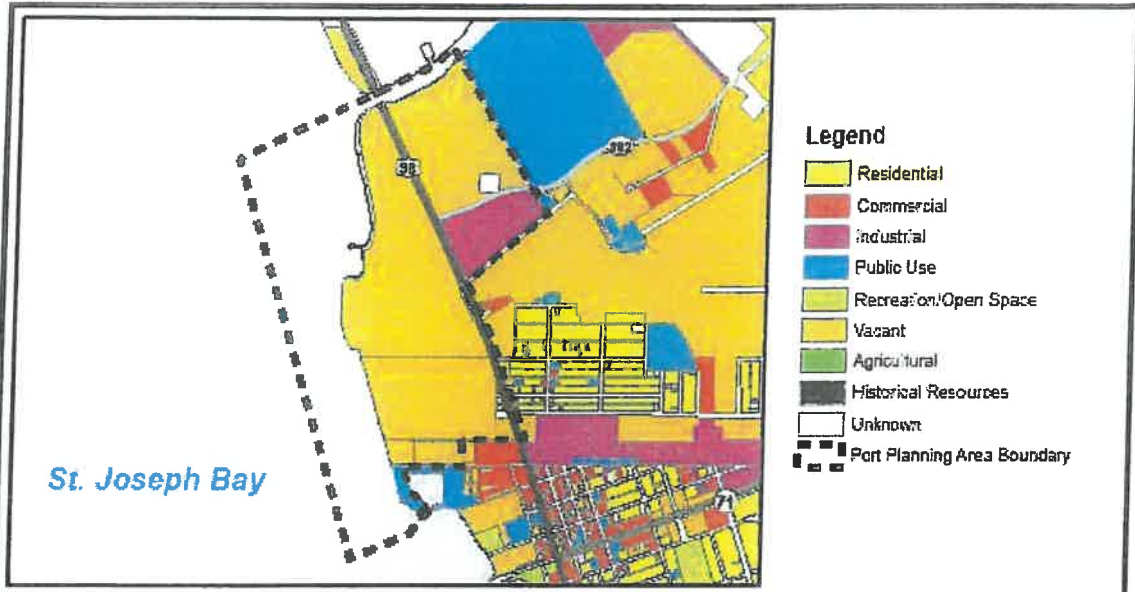 98
382
71
St. Joseph Bay
Legend
Residential
Commercial
Industrial
Public Use
Recreation/Open Space
Vacant
Agricultural
Historical Resources
Unknown
Port Planning Area Boundary